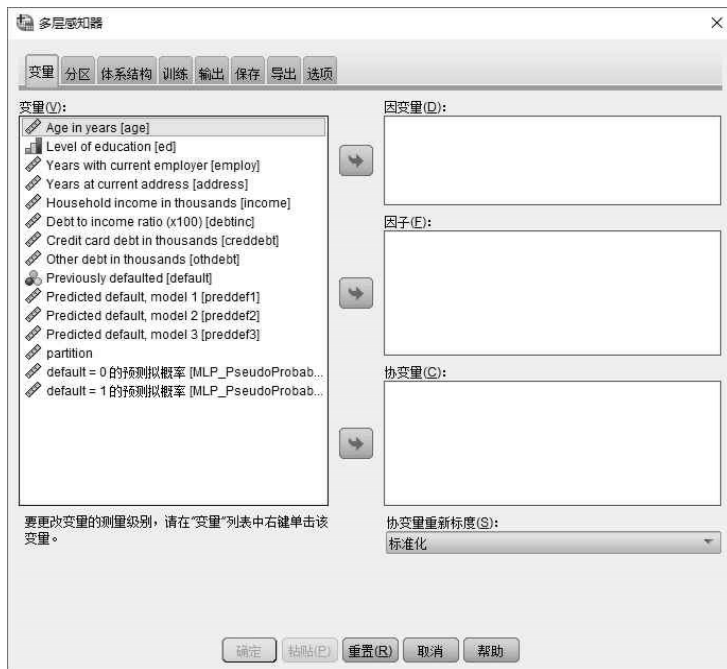 多层感知器
变量 分区 体系结构 训练 输出 保存 导出 选项
变量(V):
Age in years [age]
Level of education [ed]
Years with current employer [employ]
Years at current address [address]
Household income in thousands [income]
Debt to income ratio (x100) [debtinc]
Credit card debt in thousands [creddebt]
Other debt in thousands [othdebt]
Previously defaulted [default]
Predicted default, model 1 [preddef1]
Predicted default, model 2 [preddef2]
Predicted default, model 3 [preddef3]
partition
default = 0 的预测拟概率 [MLP_PseudoProbab...
default = 1 的预测拟概率 [MLP_PseudoProbab...
要更改变量的测量级别，请在"变量"列表中右键单击该
变量。
因变量(D):
因子(F):
协变量(C):
协变量重新标度(S):
标准化
确定 粘贴(P) 重置(R) 取消 帮助